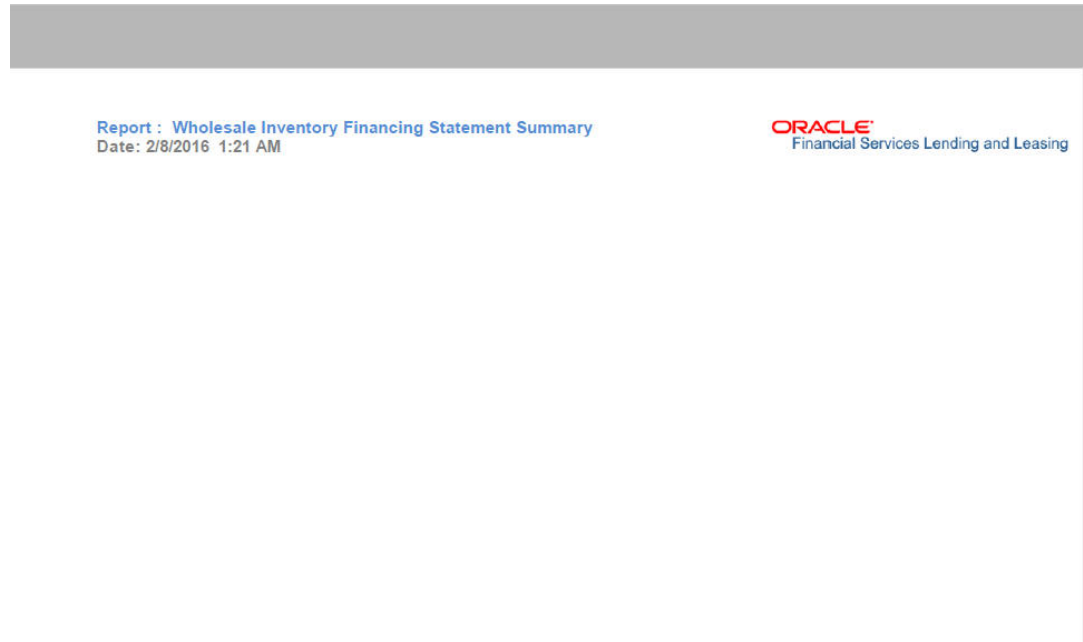 Report : Wholesale Inventory Financing Statement Summary
Date: 2/8/2016 1:21 AM
ORACLE
Financial Services Lending and Leasing